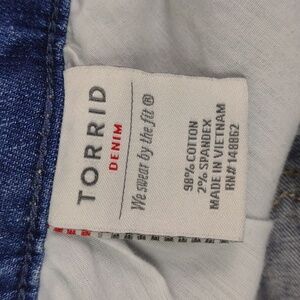 TORRID
DENIM
We swear by the fit ®
98% COTTON
2% SPANDEX
MADE IN VIETNAM
RN# 148862